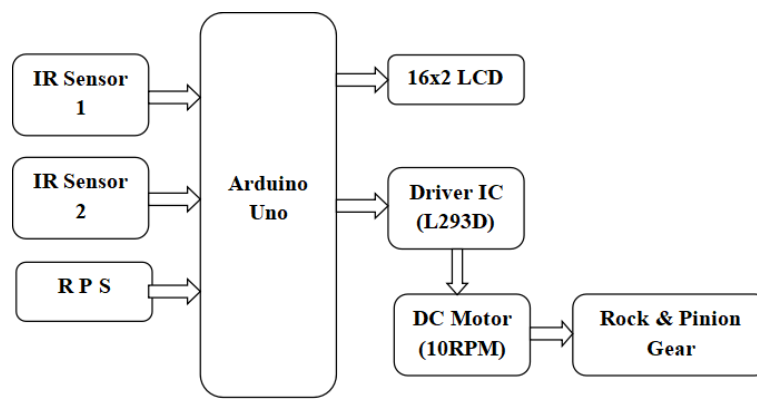 IR Sensor
1
IR Sensor
2
R P S
Arduino
Uno
16x2 LCD
Driver IC
(L293D)
DC Motor
(10RPM)
Rock & Pinion
Gear